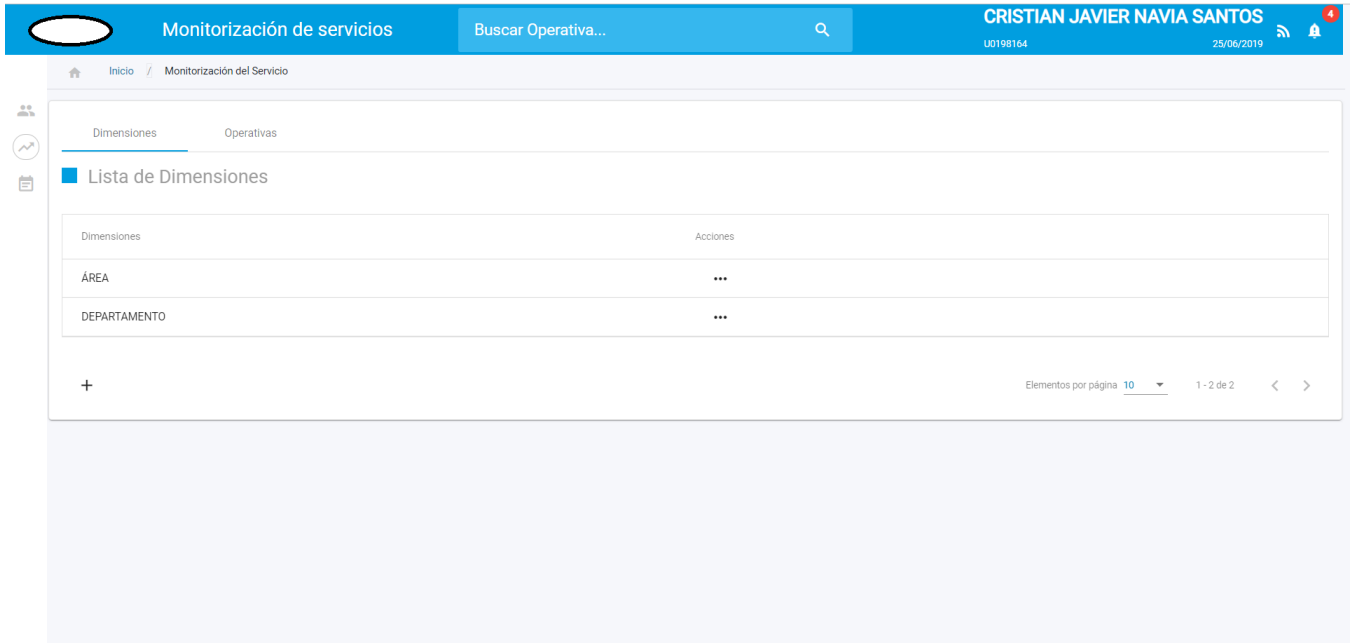 Monitorización de servicios
Buscar Operativa...
CRISTIAN JAVIER NAVIA SANTOS
U0198164
25/06/2019
4
Inicio / Monitorización del Servicio
Dimensiones
Operativas
Lista de Dimensiones
Dimensiones
Acciones
ÁREA
DEPARTAMENTO
Elementos por página 10
1 - 2 de 2